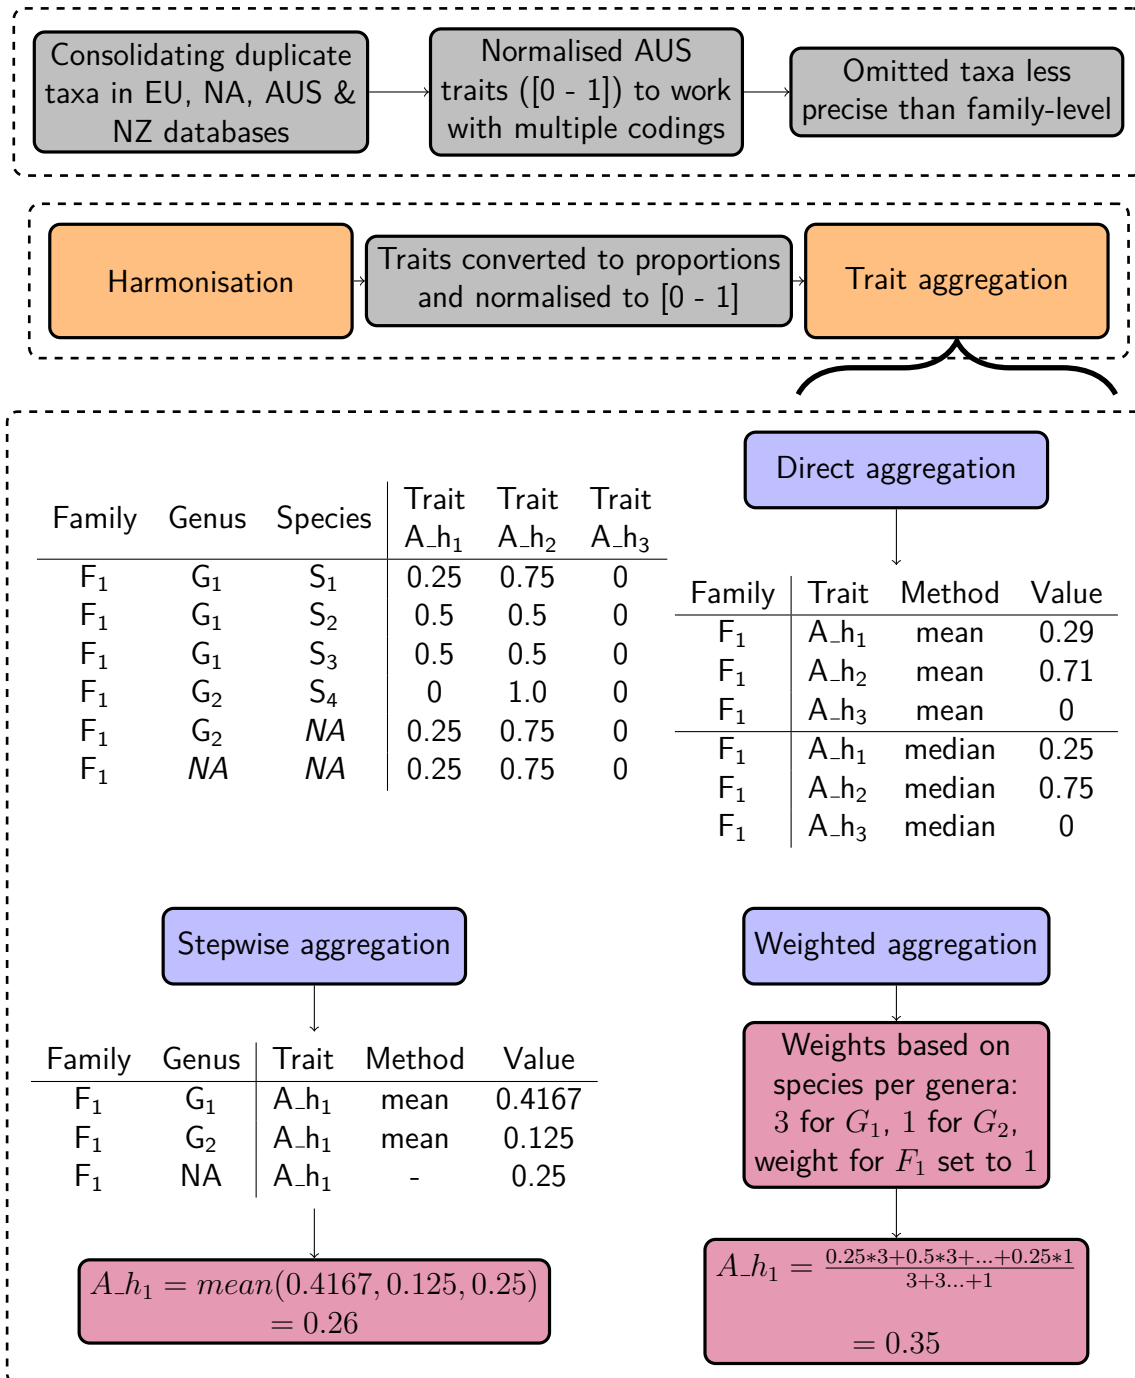 Consolidating duplicate
taxa in EU, NA, AUS &
NZ databases
Normalised AUS
traits ([0 - 1]) to work
with multiple codings
Omitted taxa less
precise than family-level
Harmonisation
Traits converted to proportions
and normalised to [0 - 1]
Trait aggregation
Family Genus Species Trait A_h₁ Trait A_h₂ Trait A_h₃
F₁ G₁ S₁ 0.25 0.75 0
F₁ G₁ S₂ 0.5 0.5 0
F₁ G₁ S₃ 0.5 0.5 0
F₁ G₂ S₄ 0 1.0 0
F₁ G₂ NA 0.25 0.75 0
F₁ NA NA 0.25 0.75 0
Direct aggregation
Family Trait Method Value
F₁ A_h₁ mean 0.29
F₁ A_h₂ mean 0.71
F₁ A_h₃ mean 0
F₁ A_h₁ median 0.25
F₁ A_h₂ median 0.75
F₁ A_h₃ median 0
Stepwise aggregation
Family Genus Trait Method Value
F₁ G₁ A_h₁ mean 0.4167
F₁ G₂ A_h₁ mean 0.125
F₁ NA A_h₁ - 0.25
A_h₁ = mean(0.4167, 0.125, 0.25)
= 0.26
Weighted aggregation
Weights based on
species per genera:
3 for G₁, 1 for G₂,
weight for F₁ set to 1
A_h₁ = 0.25*3+0.5*3+...+0.25*1
3+3...+1
= 0.35